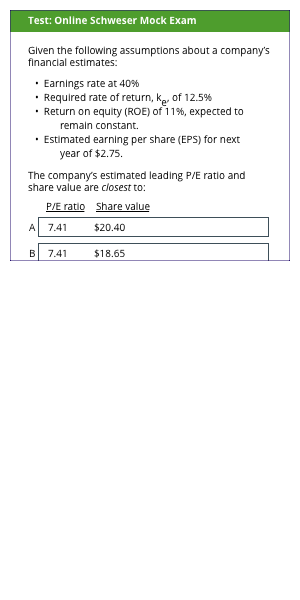 Test: Online Schweser Mock Exam
Given the following assumptions about a company's
financial estimates:
• Earnings rate at 40%
• Required rate of return, ke, of 12.5%
• Return on equity (ROE) of 11%, expected to
remain constant.
• Estimated earning per share (EPS) for next
year of $2.75.
The company's estimated leading P/E ratio and
share value are closest to:
P/E ratio Share value
A 7.41 $20.40
B 7.41 $18.65